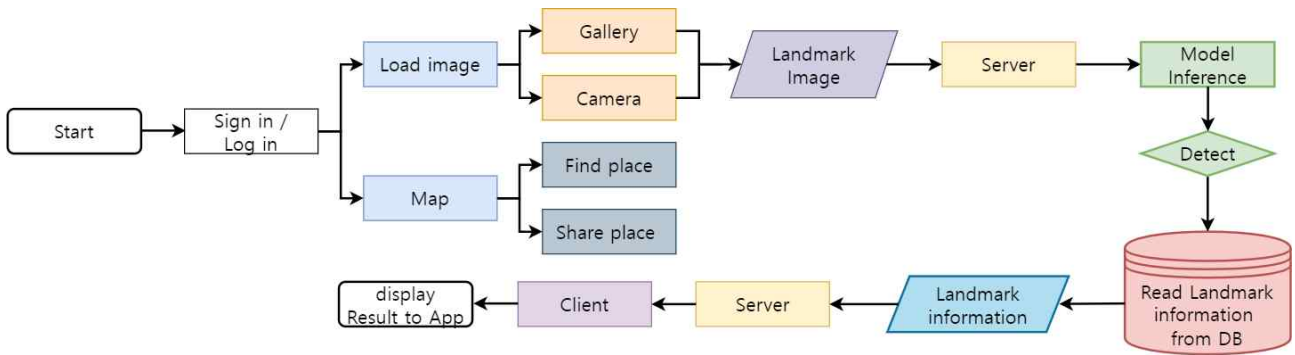 Start
Sign in /
Log in
Load image
Map
Gallery
Camera
Find place
Share place
Landmark
Image
Server
Model
Inference
Detect
Read Landmark
information
from DB
Landmark
information
Server
Client
display
Result to App